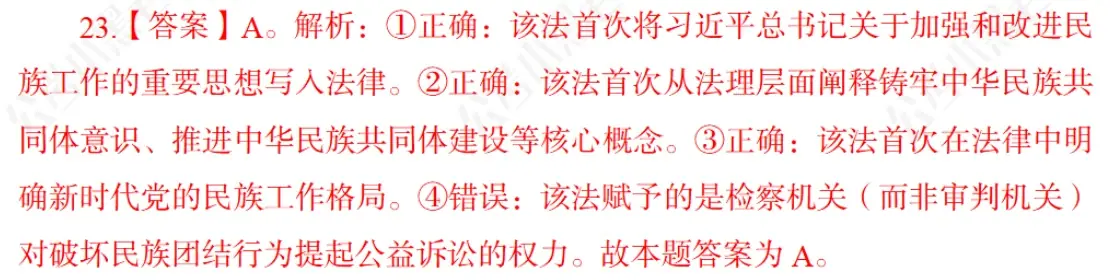 23.【答案】A。解析：①正确：该法首次将习近平总书记关于加强和改进民
族工作的重要思想写入法律。②正确：该法首次从法理层面阐释铸牢中华民族共
同体意识、推进中华民族共同体建设等核心概念。③正确：该法首次在法律中明
确新时代党的民族工作格局。④错误：该法赋予的是检察机关（而非审判机关）
对破坏民族团结行为提起公益诉讼的权力。故本题答案为 A。